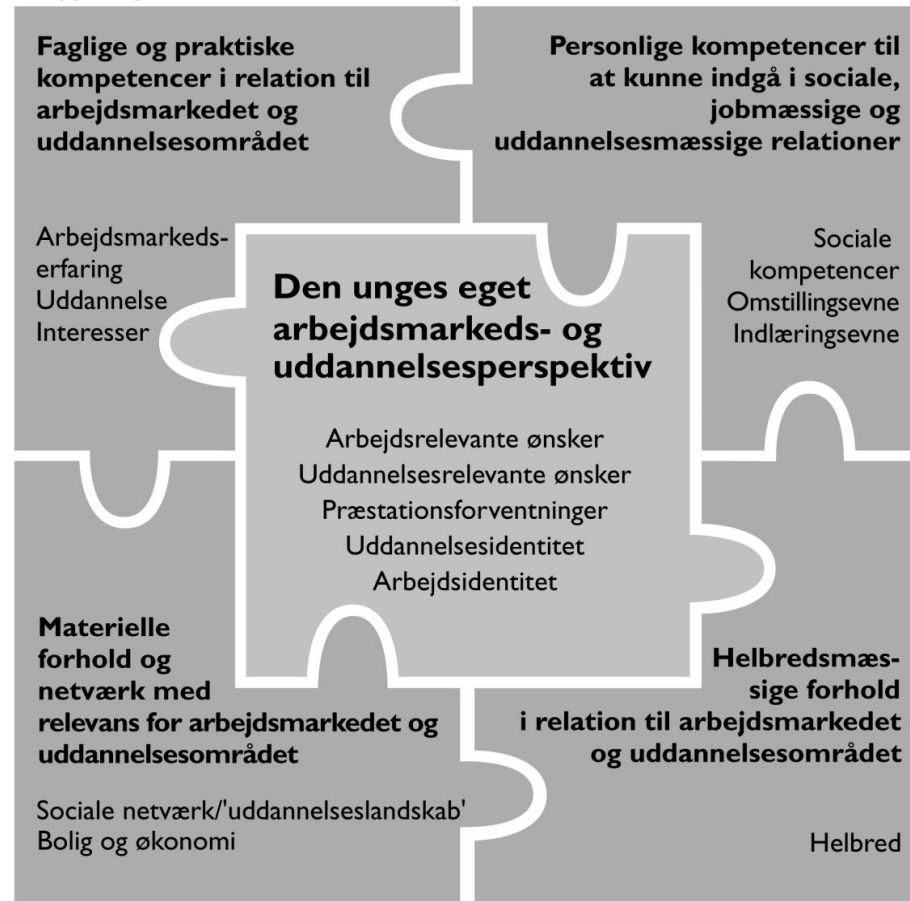 Faglige og praktiske
kompetencer i relation til
arbejdsmarkedet og
uddannelsesområdet
Arbejdsmarkeds-
erfaring
Uddannelse
Interesser
Personlige kompetencer til
at kunne indgå i sociale,
jobmæssige og
uddannelsesmæssige relationer
Sociale
kompetencer
Omstillingsevne
Indlæringsevne
Den unges eget
arbejdsmarkeds- og
uddannelsesperspektiv
Arbejdsrelevante ønsker
Uddannelsesrelevante ønsker
Præstationsforventninger
Uddannelsesidentitet
Arbejdsidentitet
Materielle
forhold og
netværk med
relevans for arbejdsmarkedet og
uddannelsesområdet
Sociale netværk/'uddannelseslandskab'
Bolig og økonomi
Helbredsmæs-
sige forhold
i relation til arbejdsmarkedet
og uddannelsesområdet
Helbred